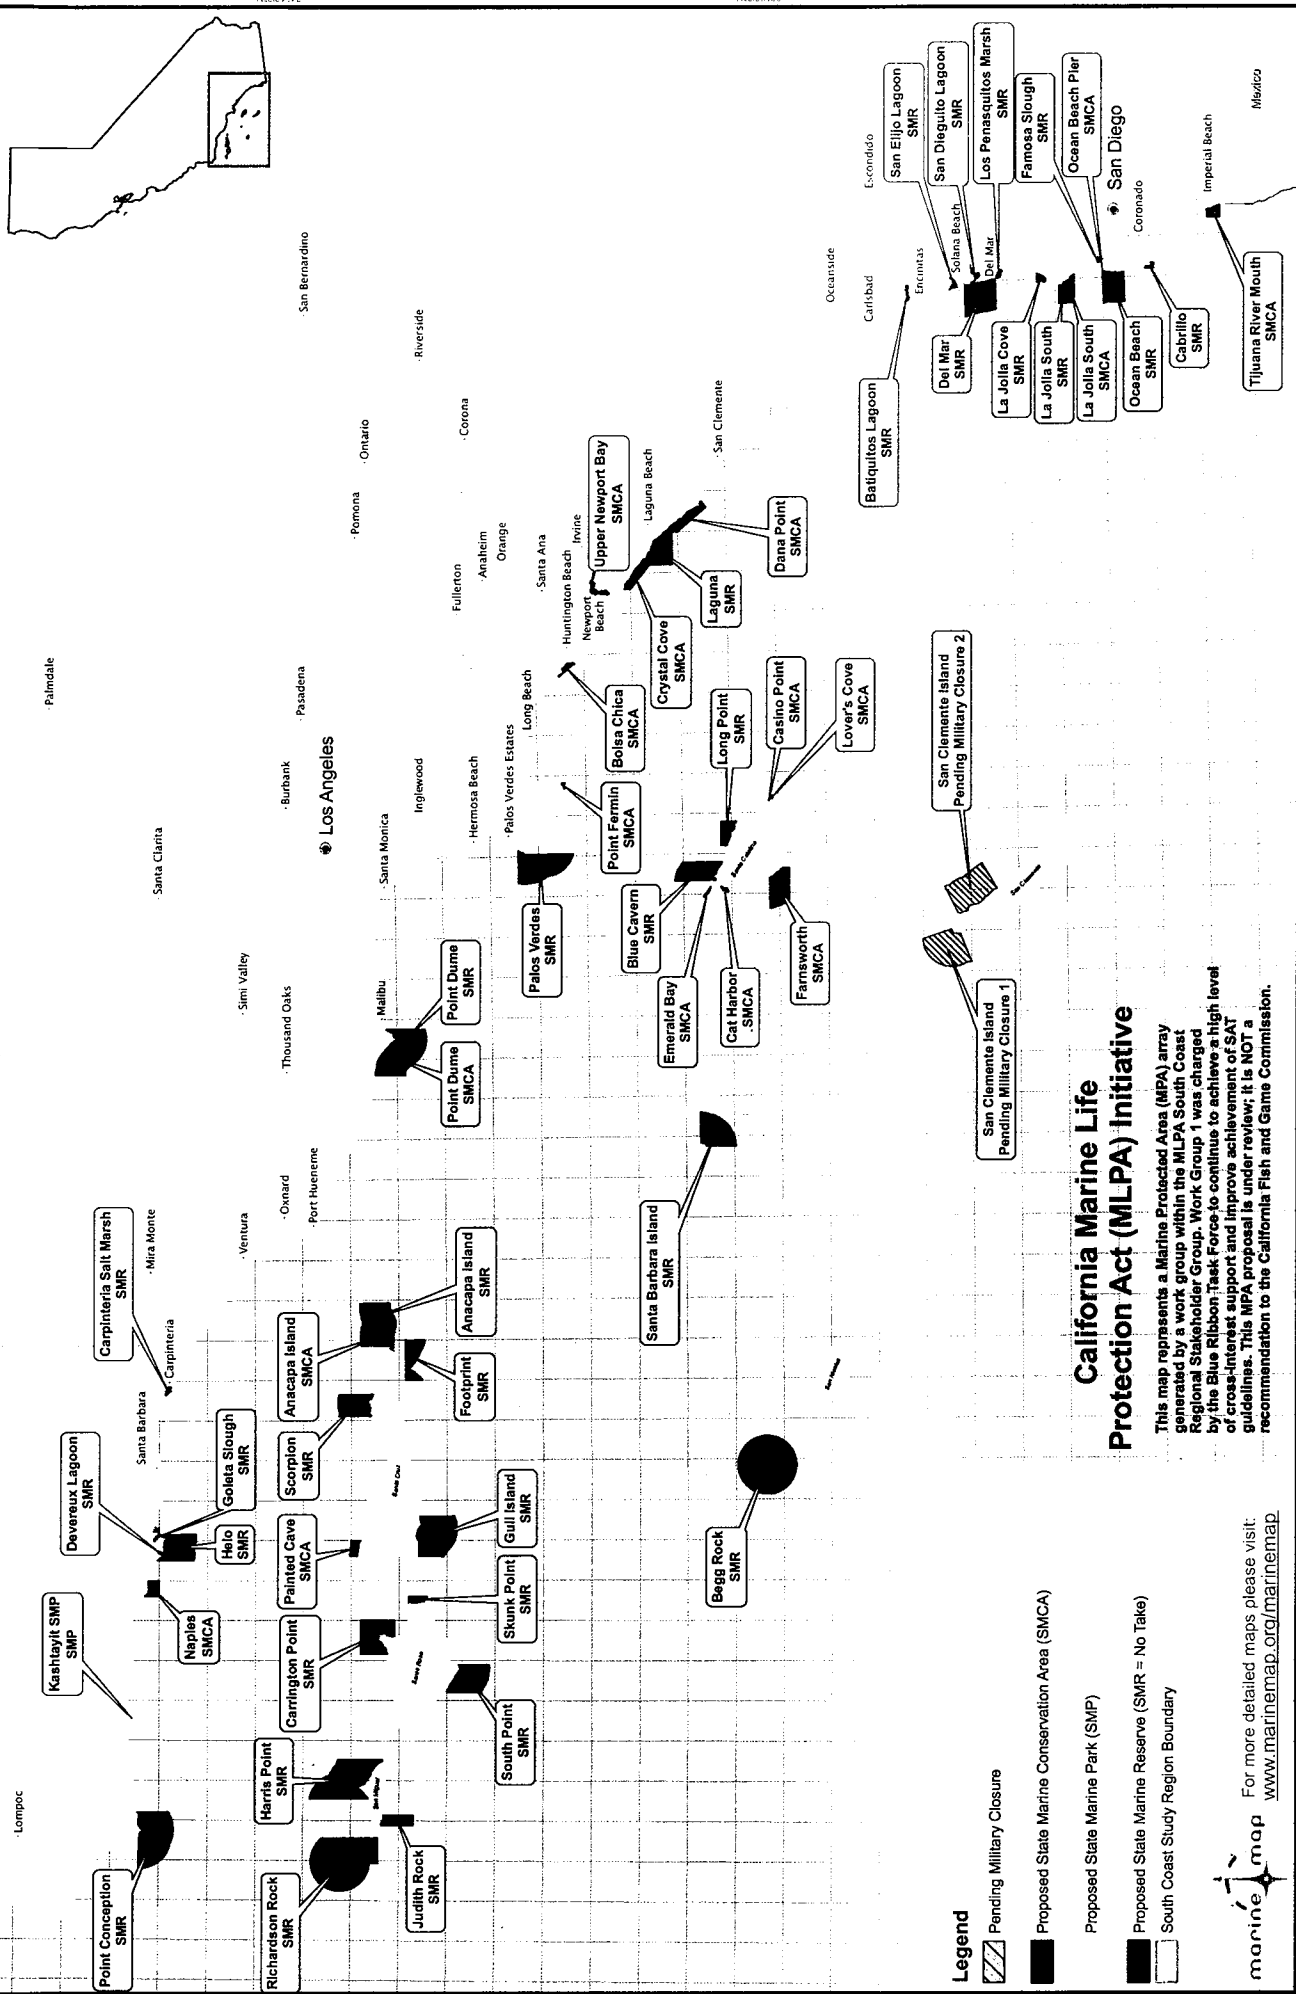 Lompoc
Palmdale
Point Conception
SMR
Kashtayit SMP
SMP
Devereux Lagoon
SMR
Naples
SMCA
Goleta Slough
SMR
Helo
SMR
Santa Barbara
Carpinteria Salt Marsh
SMR
Carpinteria
Mira Monte
Ventura
Oxnard
Port Hueneme
Simi Valley
Thousand Oaks
Santa Clarita
Burbank
Pasadena
Los Angeles
San Bernardino
Ontario
Pomona
Riverside
Corona
Malibu
Santa Monica
Inglewood
Hermosa Beach
Palos Verdes Estates
Long Beach
Fullerton
Anaheim
Orange
Santa Ana
Huntington Beach
Irvine
Newport
Beach
Laguna Beach
San Clemente
Richardson Rock
SMR
Harris Point
SMR
Judith Rock
SMR
San Miguel
Carrington Point
SMR
South Point
SMR
Santa Rosa
Skunk Point
SMR
Painted Cave
SMCA
Gull Island
SMR
Santa Cruz
Scorpion
SMR
Anacapa Island
SMCA
Anacapa Island
SMR
Footprint
SMR
Begg Rock
SMR
Santa Barbara Island
SMR
Point Dume
SMCA
Point Dume
SMR
Palos Verdes
SMR
Point Fermin
SMCA
Bolsa Chica
SMCA
Upper Newport Bay
SMCA
Crystal Cove
SMCA
Laguna
SMR
Dana Point
SMCA
Blue Cavern
SMR
Emerald Bay
SMCA
Cat Harbor
SMCA
Farnsworth
SMCA
Long Point
SMR
Casino Point
SMCA
Lover's Cove
SMCA
Santa Catalina
San Clemente Island
Pending Military Closure 1
San Clemente Island
Pending Military Closure 2
San Clemente
Oceanside
Carlsbad
Escondido
Encinitas
Solana Beach
Del Mar
San Diego
Coronado
Imperial Beach
Mexico
Batiquitos Lagoon
SMR
San Elijo Lagoon
SMR
San Dieguito Lagoon
SMR
Los Penasquitos Marsh
SMR
Famosa Slough
SMR
Ocean Beach Pier
SMCA
Del Mar
SMR
La Jolla Cove
SMR
La Jolla South
SMR
La Jolla South
SMCA
Ocean Beach
SMR
Cabrillo
SMR
Tijuana River Mouth
SMCA
Legend
Pending Military Closure
Proposed State Marine Conservation Area (SMCA)
Proposed State Marine Park (SMP)
Proposed State Marine Reserve (SMR = No Take)
South Coast Study Region Boundary
marine map
For more detailed maps please visit:
www.marinemap.org/marinemap
California Marine Life
Protection Act (MLPA) Initiative
This map represents a Marine Protected Area (MPA) array
generated by a work group within the MLPA South Coast
Regional Stakeholder Group. Work Group 1 was charged
by the Blue Ribbon Task Force to continue to achieve a high level
of cross-interest support and improve achievement of SAT
guidelines. This MPA proposal is under review; it is NOT a
recommendation to the California Fish and Game Commission.